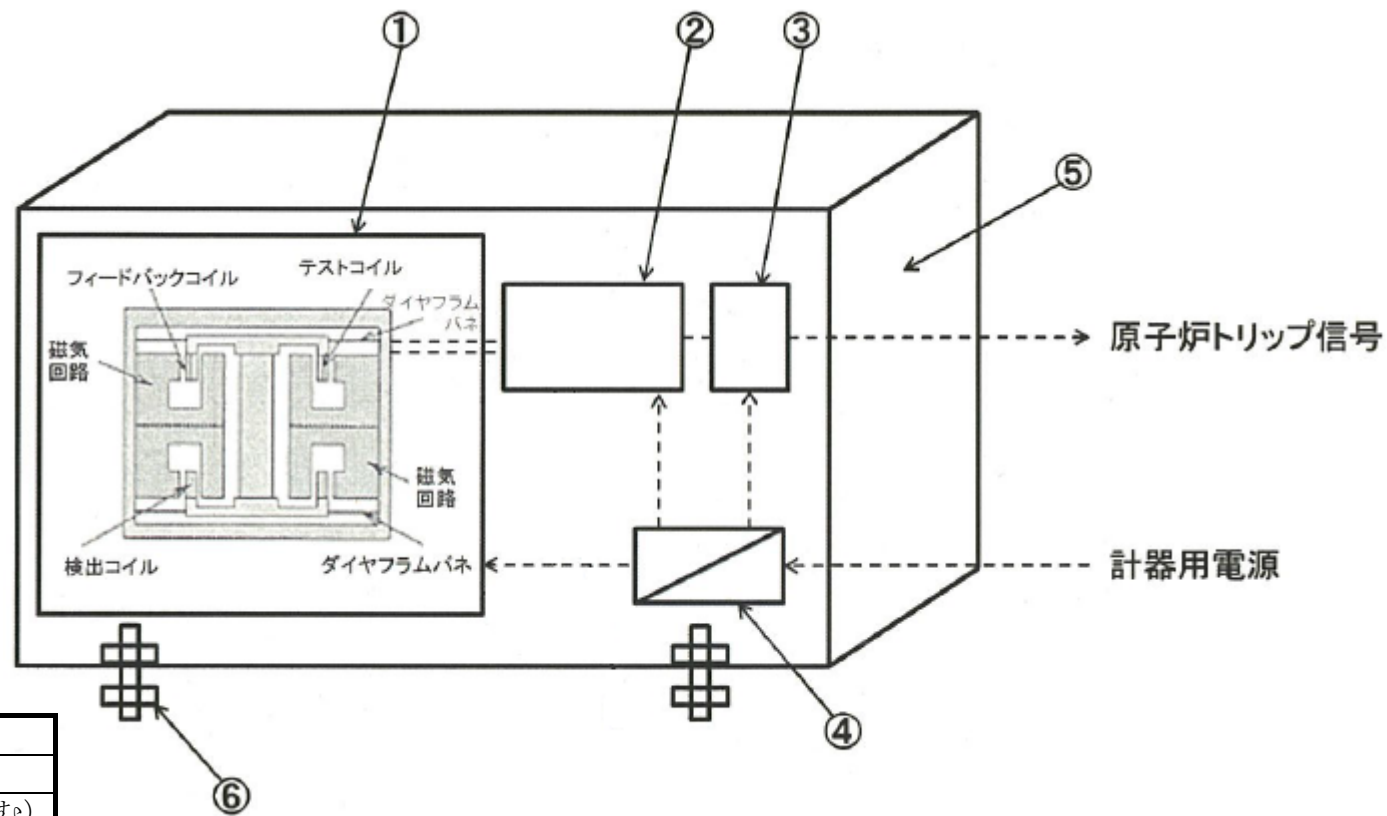 ①
②
③
⑤
フィードバックコイル
テストコイル
ダイヤフラム
バネ
磁気
回路
原子炉トリップ信号
磁気
回路
検出コイル
ダイヤフラムバネ
計器用電源
④
⑥